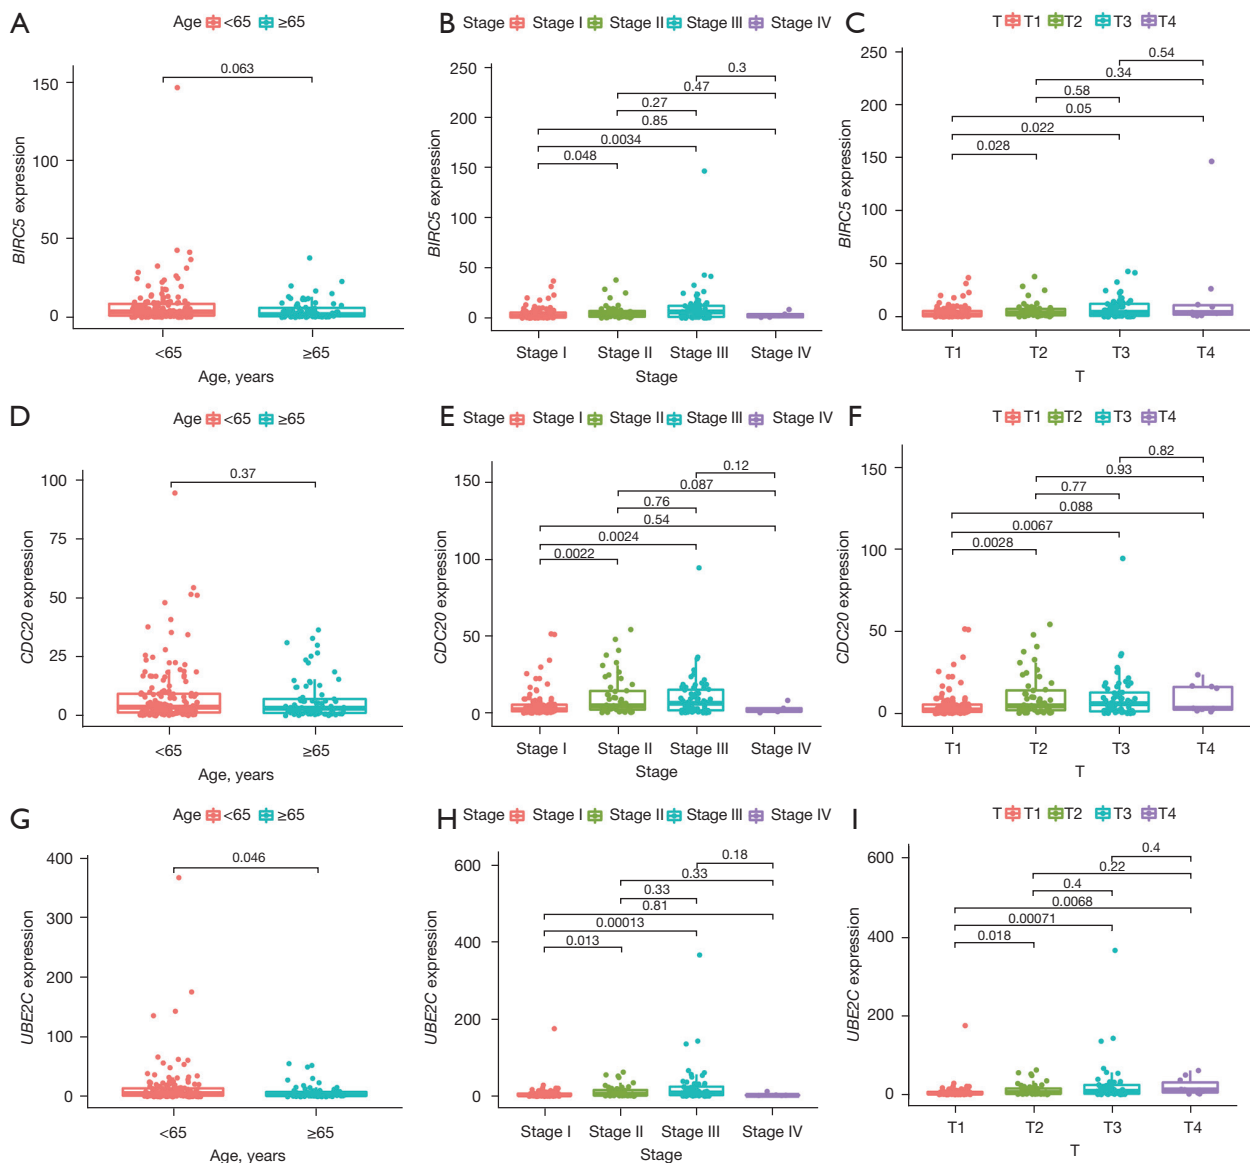 A
Age <65 ≥65
BIRC5 expression
150
100
50
0
0.063
<65 ≥65
Age, years
B
Stage Stage I Stage II Stage III Stage IV
BIRC5 expression
250
200
150
100
50
0
0.3
0.47
0.27
0.85
0.0034
0.048
Stage I Stage II Stage III Stage IV
Stage
C
T T1 T2 T3 T4
BIRC5 expression
250
200
150
100
50
0
0.54
0.34
0.58
0.05
0.022
0.028
T1 T2 T3 T4
T
D
Age <65 ≥65
CDC20 expression
100
75
50
25
0
0.37
<65 ≥65
Age, years
E
Stage Stage I Stage II Stage III Stage IV
CDC20 expression
150
100
50
0
0.12
0.087
0.76
0.54
0.0024
0.0022
Stage I Stage II Stage III Stage IV
Stage
F
T T1 T2 T3 T4
CDC20 expression
150
100
50
0
0.82
0.93
0.77
0.088
0.0067
0.0028
T1 T2 T3 T4
T
G
Age <65 ≥65
UBE2C expression
400
300
200
100
0
0.046
<65 ≥65
Age, years
H
Stage Stage I Stage II Stage III Stage IV
UBE2C expression
600
400
200
0
0.18
0.33
0.33
0.81
0.00013
0.013
Stage I Stage II Stage III Stage IV
Stage
I
T T1 T2 T3 T4
UBE2C expression
600
400
200
0
0.4
0.22
0.4
0.0068
0.00071
0.018
T1 T2 T3 T4
T